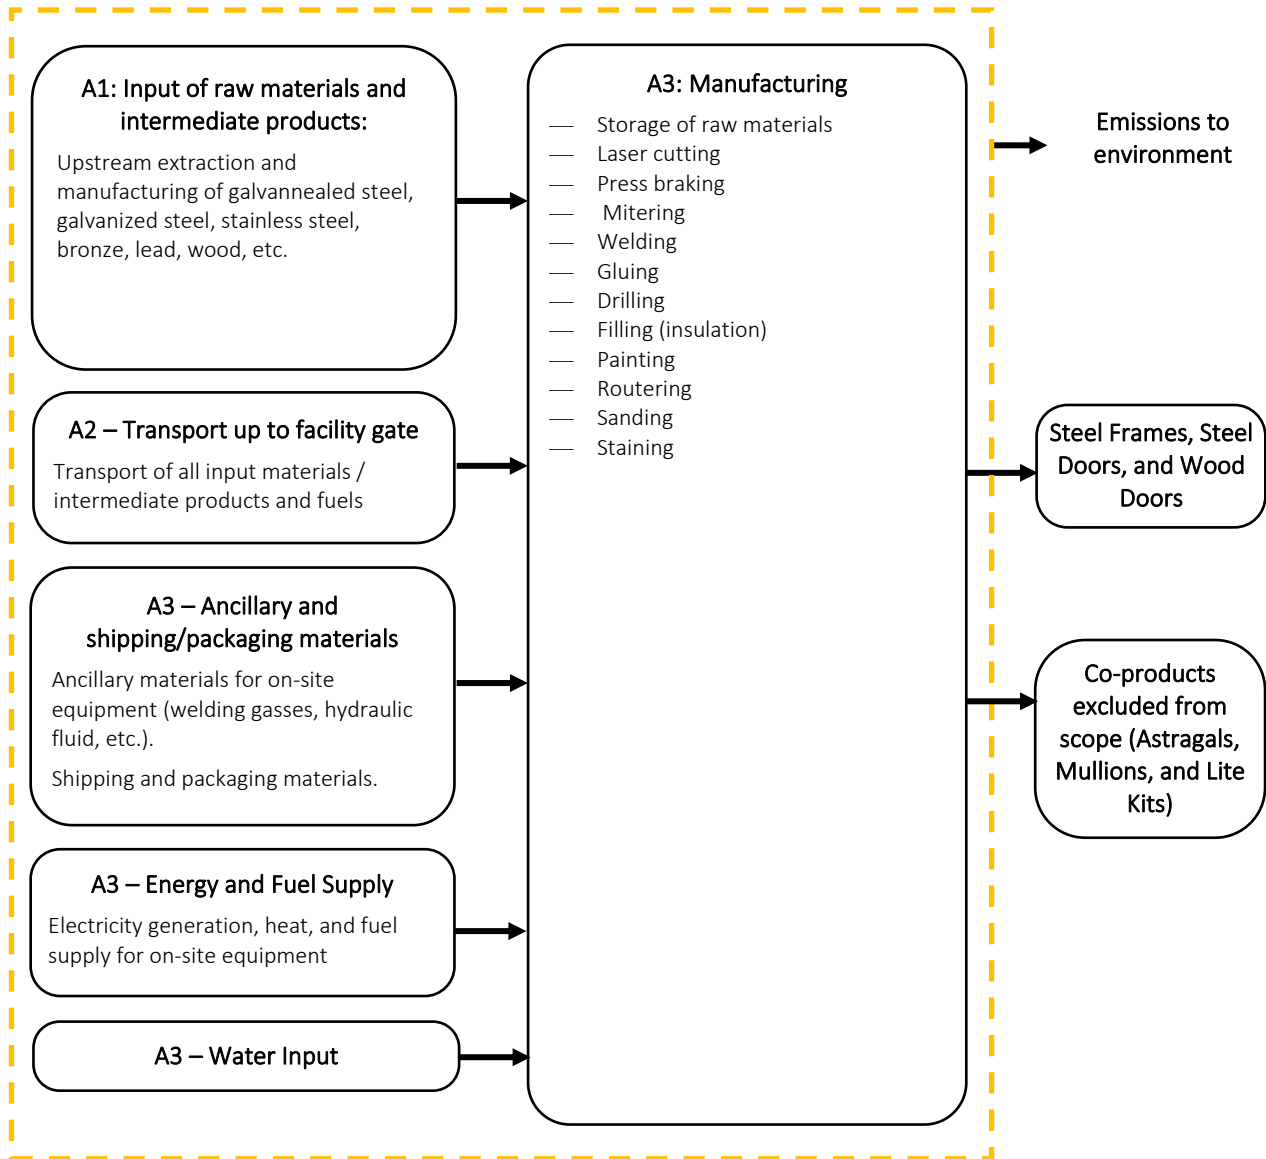 A1: Input of raw materials and
intermediate products:
Upstream extraction and
manufacturing of galvannealed steel,
galvanized steel, stainless steel,
bronze, lead, wood, etc.
A2 – Transport up to facility gate
Transport of all input materials /
intermediate products and fuels
A3 – Ancillary and
shipping/packaging materials
Ancillary materials for on-site
equipment (welding gasses, hydraulic
fluid, etc.).
Shipping and packaging materials.
A3 – Energy and Fuel Supply
Electricity generation, heat, and fuel
supply for on-site equipment
A3 – Water Input
A3: Manufacturing
— Storage of raw materials
— Laser cutting
— Press braking
— Mitering
— Welding
— Gluing
— Drilling
— Filling (insulation)
— Painting
— Routering
— Sanding
— Staining
Emissions to
environment
Steel Frames, Steel
Doors, and Wood
Doors
Co-products
excluded from
scope (Astragals,
Mullions, and Lite
Kits)